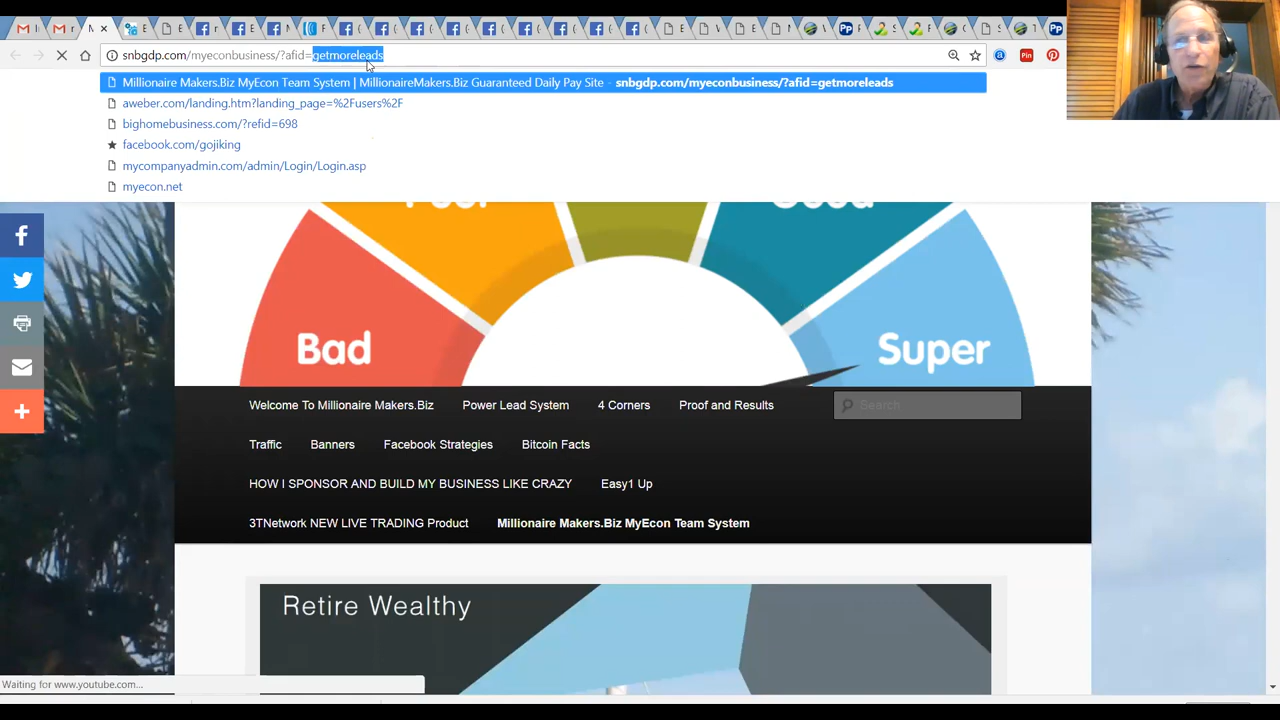 snbgdp.com/myeconbusiness/?afid=getmoreleads
Millionaire Makers.Biz MyEcon Team System | MillionaireMakers.Biz Guaranteed Daily Pay Site - snbgdp.com/myeconbusiness/?afid=getmoreleads
aweber.com/landing.htm?landing_page=%2Fusers%2F
bighomebusiness.com/?refid=698
facebook.com/gojiking
mycompanyadmin.com/admin/Login/Login.asp
myecon.net
Bad
Super
Welcome To Millionaire Makers.Biz Power Lead System 4 Corners Proof and Results Search
Traffic Banners Facebook Strategies Bitcoin Facts
HOW I SPONSOR AND BUILD MY BUSINESS LIKE CRAZY Easy1 Up
3TNetwork NEW LIVE TRADING Product Millionaire Makers.Biz MyEcon Team System
Retire Wealthy
Waiting for www.youtube.com...